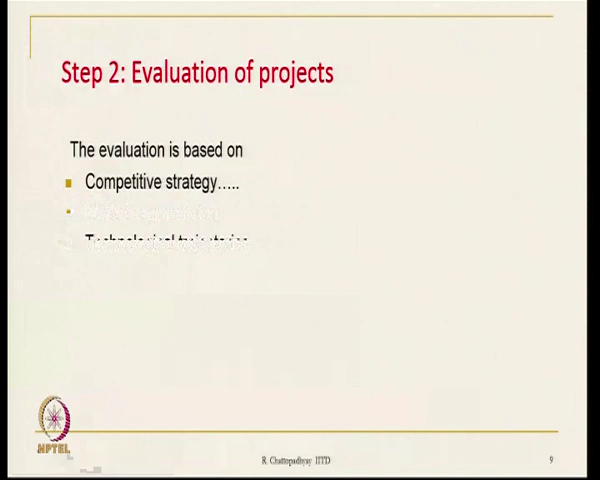 Step 2: Evaluation of projects
The evaluation is based on
Competitive strategy.....
NPTEL
R. Chattopadhyay IITD
9